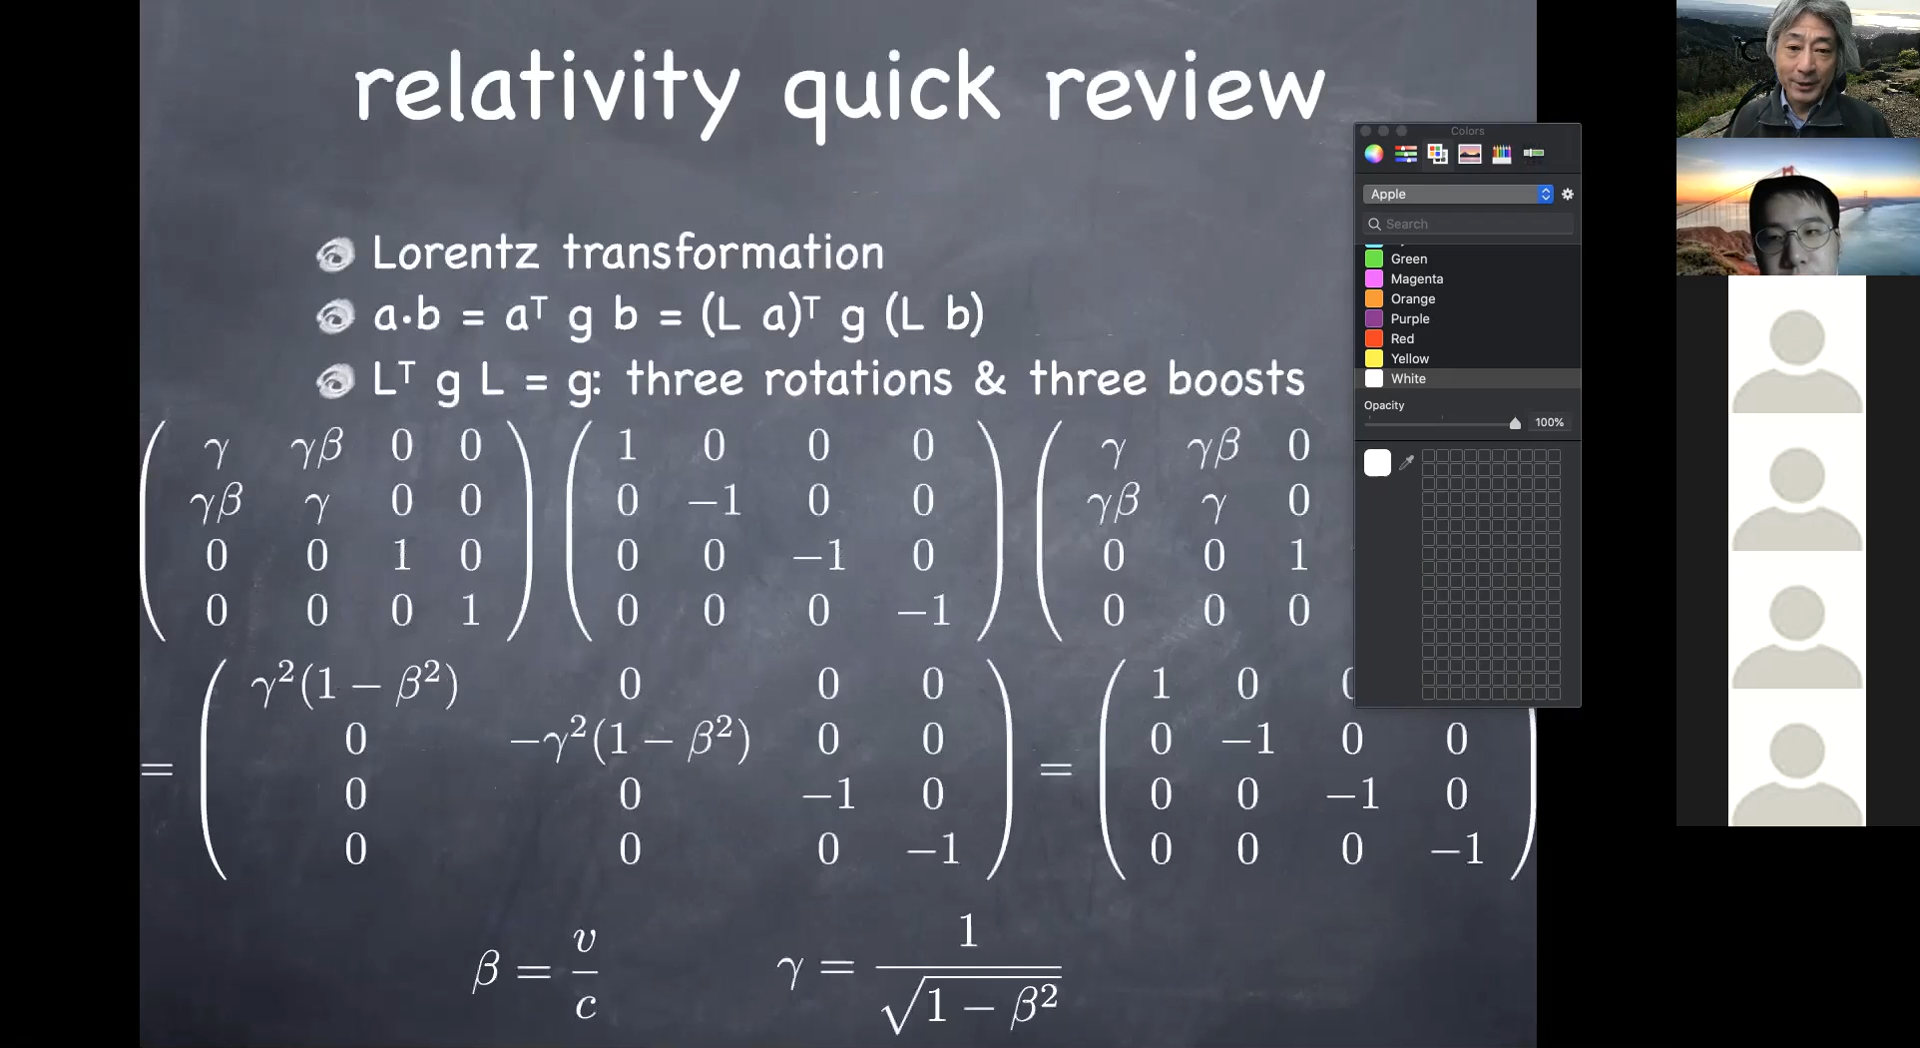 relativity quick review
Lorentz transformation
a·b = aᵀ g b = (L a)ᵀ g (L b)
Lᵀ g L = g: three rotations & three boosts
γ γβ 0 0 1 0 0 0 γ γβ 0
γβ γ 0 0 0 −1 0 0 γβ γ 0
0 0 1 0 0 0 −1 0 0 0 1
0 0 0 1 0 0 0 −1 0 0 0
γ²(1 − β²) 0 0 0 1 0 0
0 −γ²(1 − β²) 0 0 0 −1 0 0
= 0 0 −1 0 = 0 0 −1 0
0 0 0 −1 0 0 0 −1
β = v/c γ = 1/√(1 − β²)
Colors
Apple
Search
Green
Magenta
Orange
Purple
Red
Yellow
White
Opacity
100%